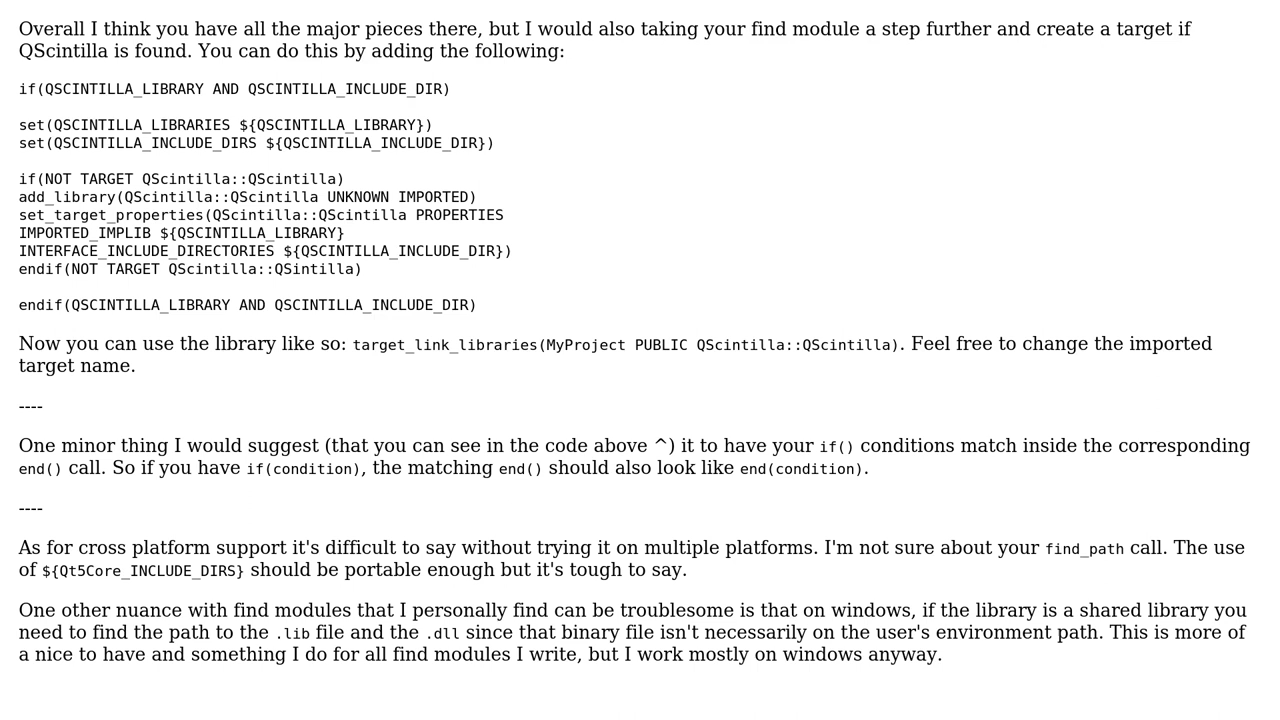 Overall I think you have all the major pieces there, but I would also taking your find module a step further and create a target if
QScintilla is found. You can do this by adding the following:
if(QSCINTILLA_LIBRARY AND QSCINTILLA_INCLUDE_DIR)
set(QSCINTILLA_LIBRARIES ${QSCINTILLA_LIBRARY})
set(QSCINTILLA_INCLUDE_DIRS ${QSCINTILLA_INCLUDE_DIR})
if(NOT TARGET QScintilla::QScintilla)
add_library(QScintilla::QScintilla UNKNOWN IMPORTED)
set_target_properties(QScintilla::QScintilla PROPERTIES
IMPORTED_IMPLIB ${QSCINTILLA_LIBRARY}
INTERFACE_INCLUDE_DIRECTORIES ${QSCINTILLA_INCLUDE_DIR})
endif(NOT TARGET QScintilla::QSintilla)
endif(QSCINTILLA_LIBRARY AND QSCINTILLA_INCLUDE_DIR)
Now you can use the library like so: target_link_libraries(MyProject PUBLIC QScintilla::QScintilla). Feel free to change the imported
target name.
----
One minor thing I would suggest (that you can see in the code above ^) it to have your if() conditions match inside the corresponding
end() call. So if you have if(condition), the matching end() should also look like end(condition).
----
As for cross platform support it's difficult to say without trying it on multiple platforms. I'm not sure about your find_path call. The use
of ${Qt5Core_INCLUDE_DIRS} should be portable enough but it's tough to say.
One other nuance with find modules that I personally find can be troublesome is that on windows, if the library is a shared library you
need to find the path to the .lib file and the .dll since that binary file isn't necessarily on the user's environment path. This is more of
a nice to have and something I do for all find modules I write, but I work mostly on windows anyway.